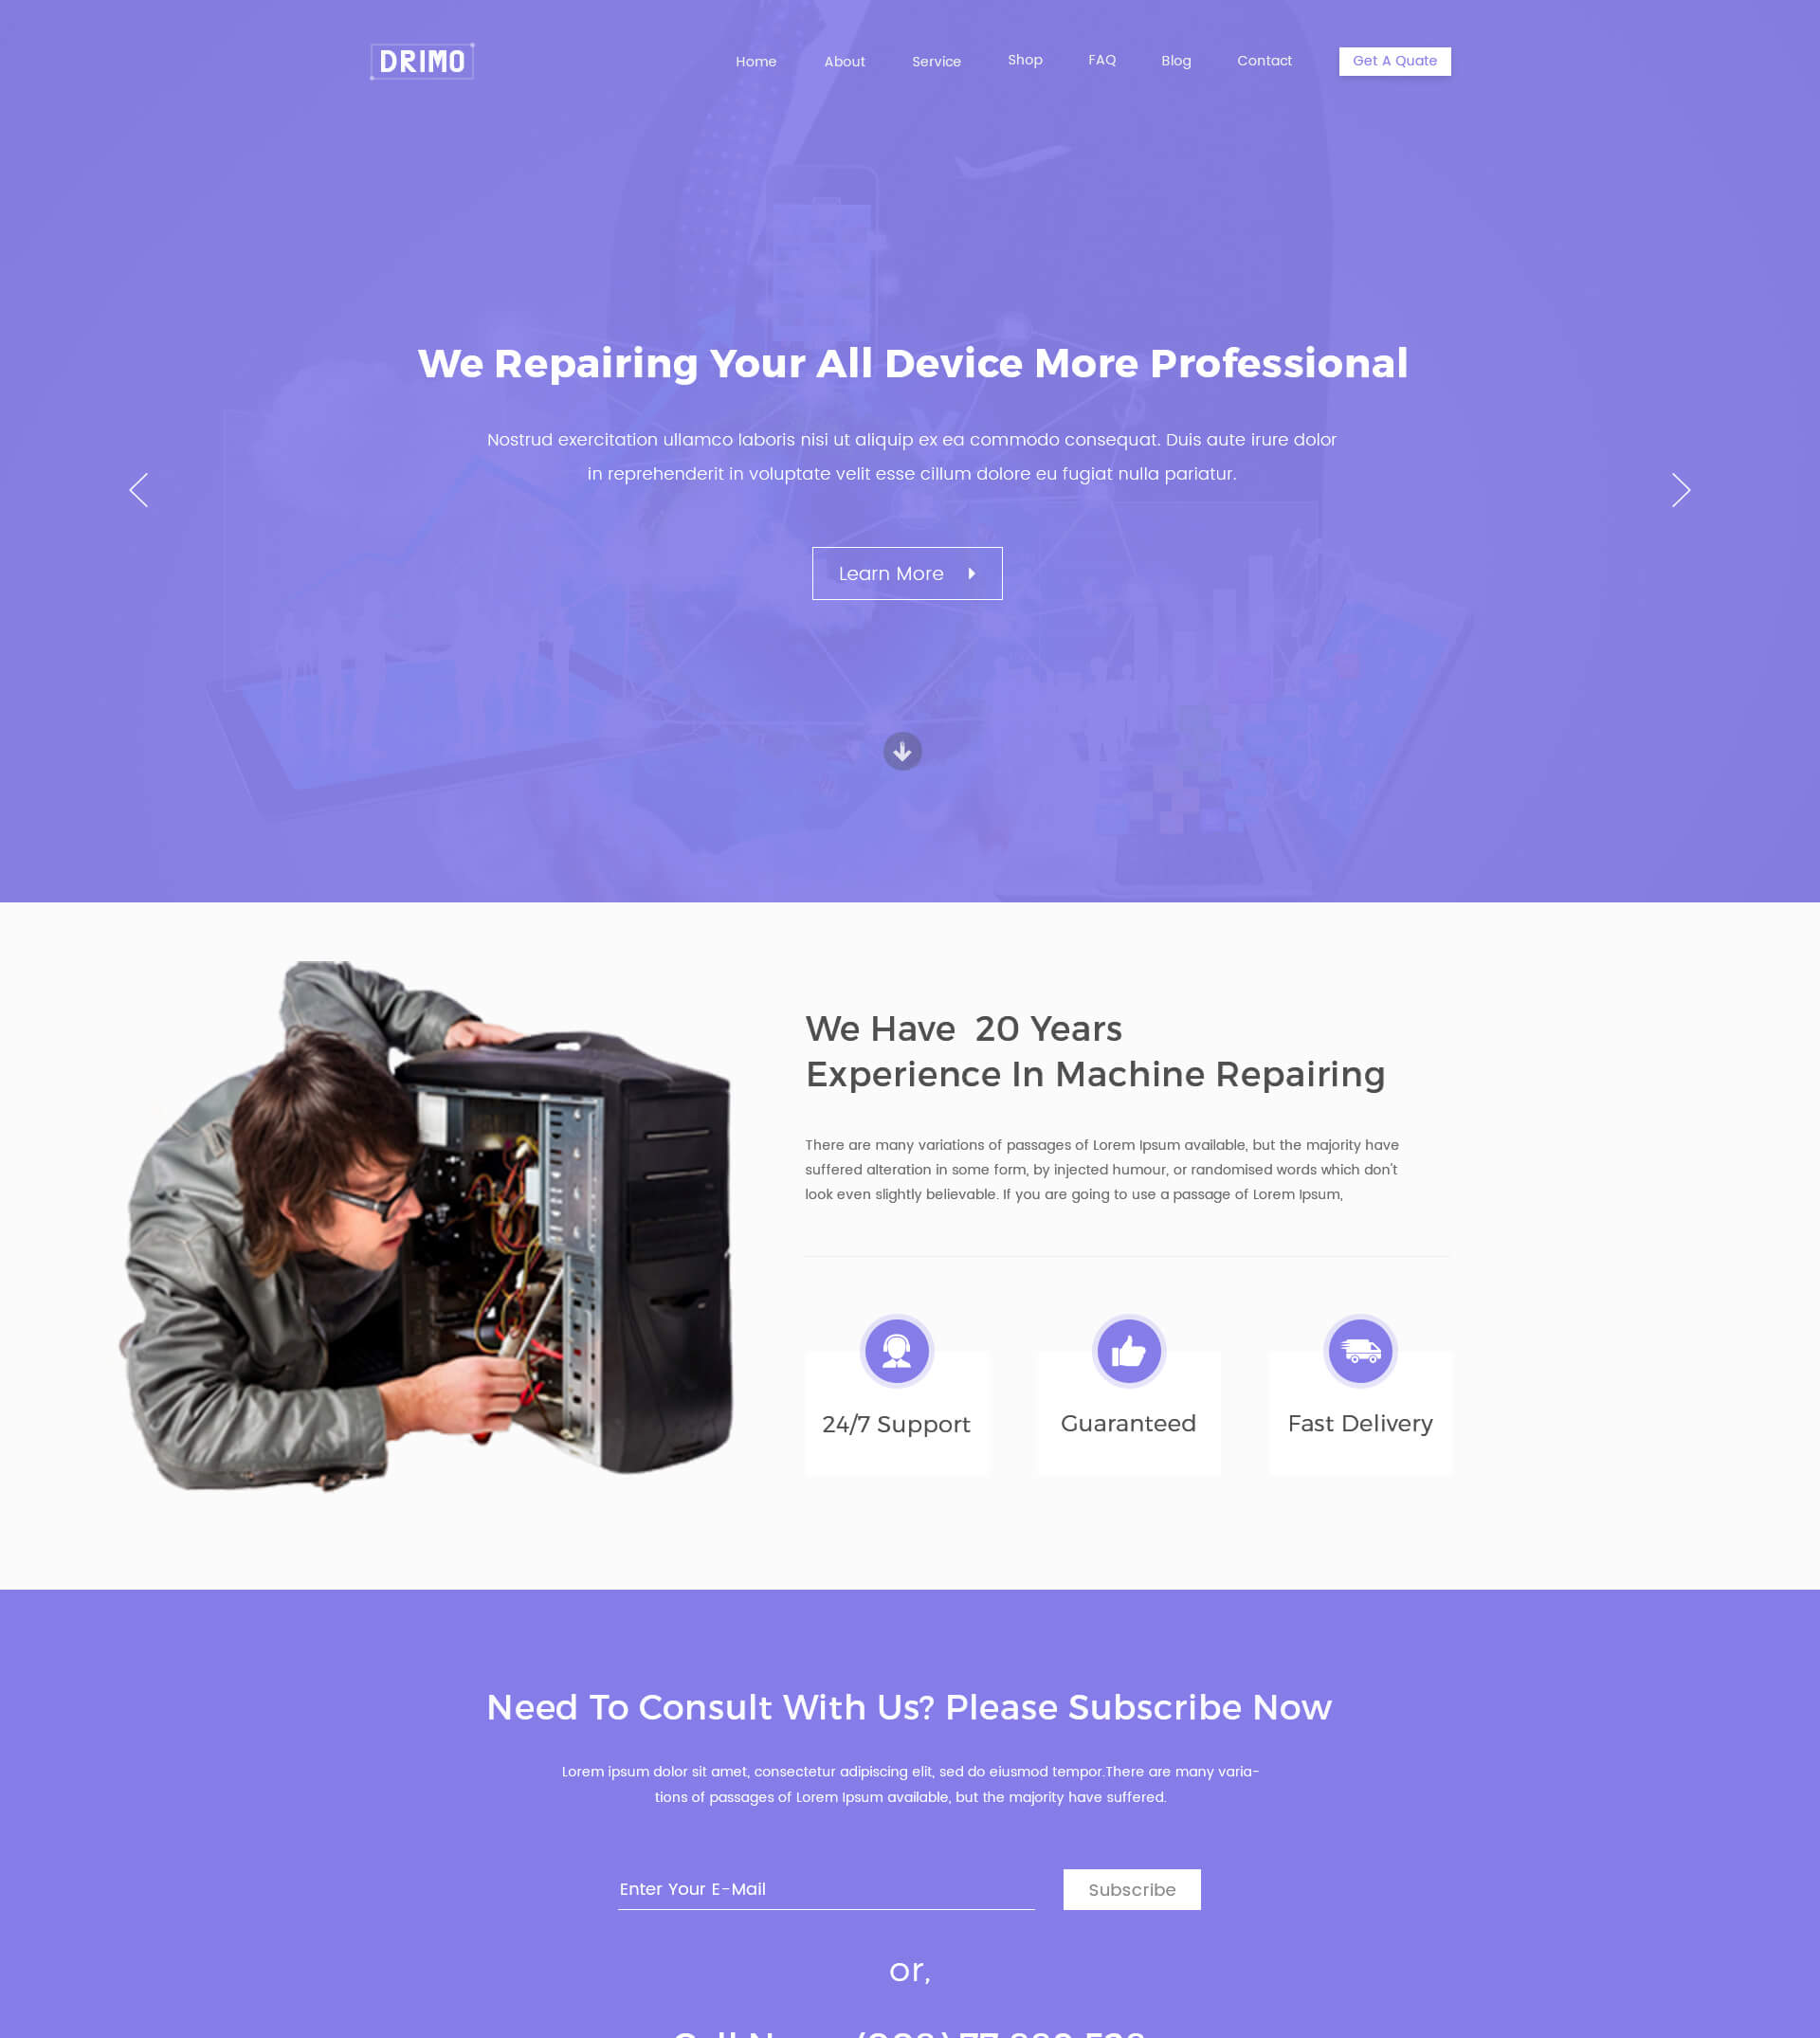 DRIMO
Home About Service Shop FAQ Blog Contact Get A Quote
We Repairing Your All Device More Professional
Nostrud exercitation ullamco laboris nisi ut aliquip ex ea commodo consequat. Duis aute irure dolor
in reprehenderit in voluptate velit esse cillum dolore eu fugiat nulla pariatur.
Learn More
We Have 20 Years
Experience In Machine Repairing
There are many variations of passages of Lorem Ipsum available, but the majority have
suffered alteration in some form, by injected humour, or randomised words which don't
look even slightly believable. If you are going to use a passage of Lorem Ipsum,
24/7 Support
Guaranteed
Fast Delivery
Need To Consult With Us? Please Subscribe Now
Lorem ipsum dolor sit amet, consectetur adipiscing elit, sed do eiusmod tempor.There are many varia-
tions of passages of Lorem Ipsum available, but the majority have suffered.
Enter Your E-Mail
Subscribe
or,